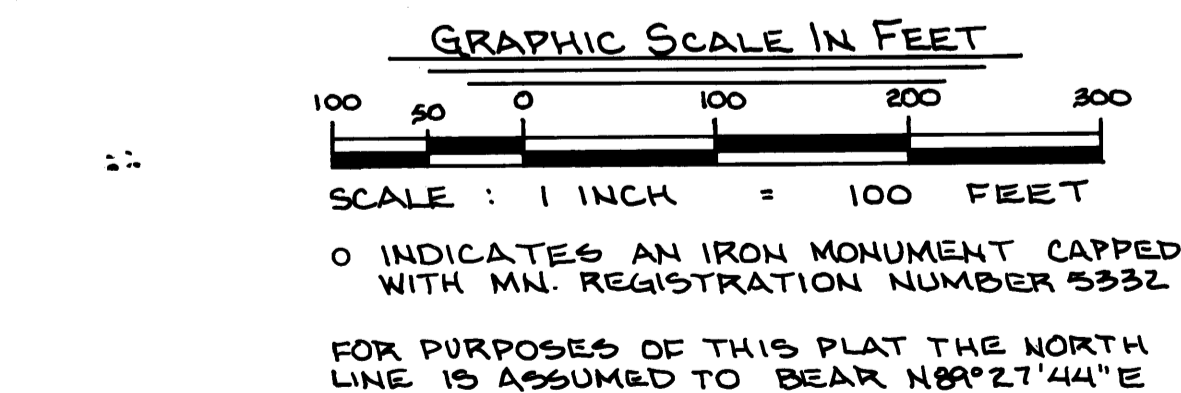 GRAPHIC SCALE IN FEET
100 50 0 100 200 300
SCALE : 1 INCH = 100 FEET
O INDICATES AN IRON MONUMENT CAPPED
WITH MN. REGISTRATION NUMBER 5332
FOR PURPOSES OF THIS PLAT THE NORTH
LINE IS ASSUMED TO BEAR N89°27'44"E